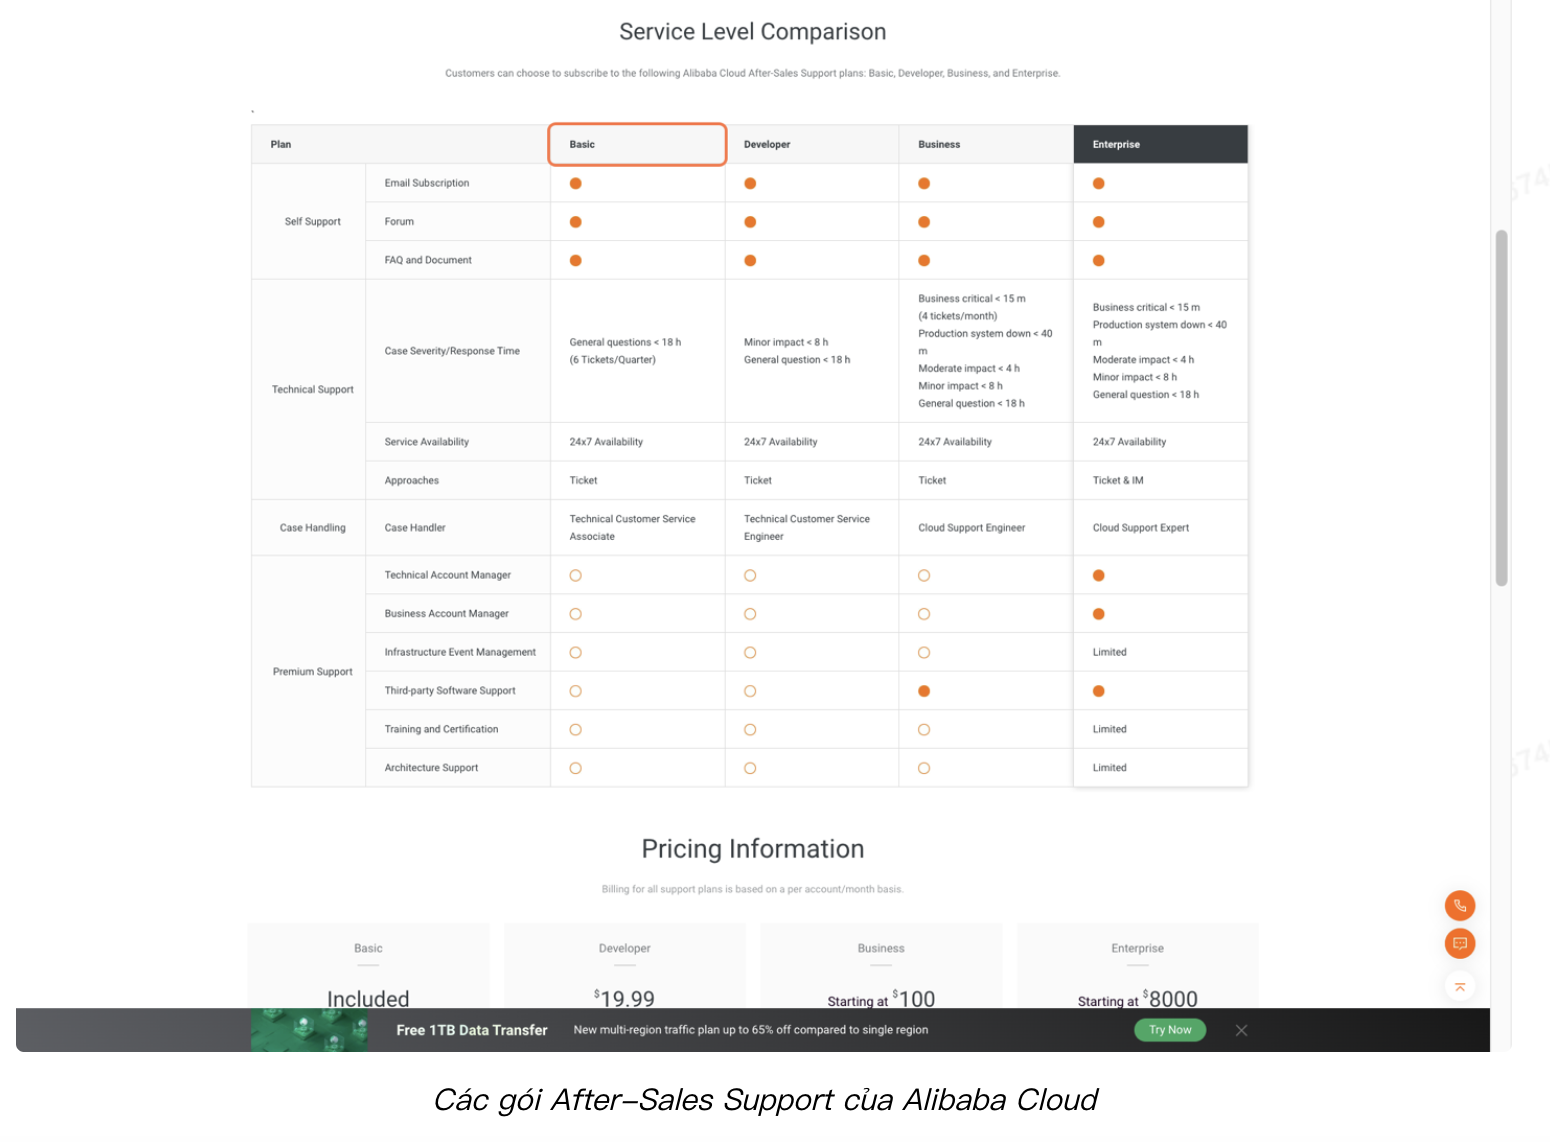 Service Level Comparison
Customers can choose to subscribe to the following Alibaba Cloud After-Sales Support plans: Basic, Developer, Business, and Enterprise.
Plan
Basic
Developer
Business
Enterprise
Self Support
Email Subscription
Forum
FAQ and Document
Technical Support
Case Severity/Response Time
General questions < 18 h
(6 Tickets/Quarter)
Minor impact < 8 h
General question < 18 h
Business critical < 15 m
(4 tickets/month)
Production system down < 40
m
Moderate impact < 4 h
Minor impact < 8 h
General question < 18 h
Business critical < 15 m
Production system down < 40
m
Moderate impact < 4 h
Minor impact < 8 h
General question < 18 h
Service Availability
24x7 Availability
24x7 Availability
24x7 Availability
24x7 Availability
Approaches
Ticket
Ticket
Ticket
Ticket & IM
Case Handling
Case Handler
Technical Customer Service
Associate
Technical Customer Service
Engineer
Cloud Support Engineer
Cloud Support Expert
Premium Support
Technical Account Manager
Business Account Manager
Infrastructure Event Management
Limited
Third-party Software Support
Training and Certification
Limited
Architecture Support
Limited
Pricing Information
Billing for all support plans is based on a per account/month basis.
Basic
Included
Developer
$19.99
Business
Starting at $100
Enterprise
Starting at $8000
Free 1TB Data Transfer
New multi-region traffic plan up to 65% off compared to single region
Try Now
Các gói After-Sales Support của Alibaba Cloud